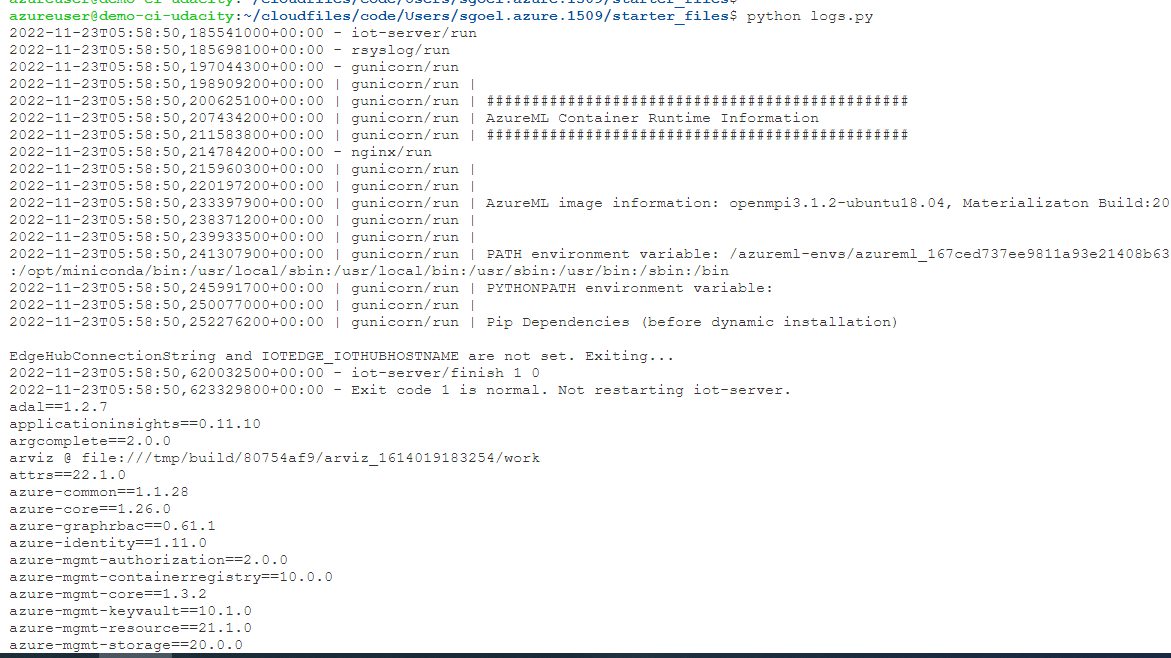 azureuser@demo-ci-udacity:~/cloudfiles/code/Users/sgoel.azure.1509/starter_files$
azureuser@demo-ci-udacity:~/cloudfiles/code/Users/sgoel.azure.1509/starter_files$ python logs.py
2022-11-23T05:58:50,185541000+00:00 - iot-server/run
2022-11-23T05:58:50,185698100+00:00 - rsyslog/run
2022-11-23T05:58:50,197044300+00:00 - gunicorn/run
2022-11-23T05:58:50,198909200+00:00 | gunicorn/run |
2022-11-23T05:58:50,200625100+00:00 | gunicorn/run | ###############################################
2022-11-23T05:58:50,207434200+00:00 | gunicorn/run | AzureML Container Runtime Information
2022-11-23T05:58:50,211583800+00:00 | gunicorn/run | ###############################################
2022-11-23T05:58:50,214784200+00:00 - nginx/run
2022-11-23T05:58:50,215960300+00:00 | gunicorn/run |
2022-11-23T05:58:50,220197200+00:00 | gunicorn/run |
2022-11-23T05:58:50,233397900+00:00 | gunicorn/run | AzureML image information: openmpi3.1.2-ubuntu18.04, Materializaton Build:20
2022-11-23T05:58:50,238371200+00:00 | gunicorn/run |
2022-11-23T05:58:50,239933500+00:00 | gunicorn/run |
2022-11-23T05:58:50,241307900+00:00 | gunicorn/run | PATH environment variable: /azureml-envs/azureml_167ced737ee9811a93e21408b63
:/opt/miniconda/bin:/usr/local/sbin:/usr/local/bin:/usr/sbin:/usr/bin:/sbin:/bin
2022-11-23T05:58:50,245991700+00:00 | gunicorn/run | PYTHONPATH environment variable:
2022-11-23T05:58:50,250077000+00:00 | gunicorn/run |
2022-11-23T05:58:50,252276200+00:00 | gunicorn/run | Pip Dependencies (before dynamic installation)
EdgeHubConnectionString and IOTEDGE_IOTHUBHOSTNAME are not set. Exiting...
2022-11-23T05:58:50,620032500+00:00 - iot-server/finish 1 0
2022-11-23T05:58:50,623329800+00:00 - Exit code 1 is normal. Not restarting iot-server.
adal==1.2.7
applicationinsights==0.11.10
argcomplete==2.0.0
arviz @ file:///tmp/build/80754af9/arviz_1614019183254/work
attrs==22.1.0
azure-common==1.1.28
azure-core==1.26.0
azure-graphrbac==0.61.1
azure-identity==1.11.0
azure-mgmt-authorization==2.0.0
azure-mgmt-containerregistry==10.0.0
azure-mgmt-core==1.3.2
azure-mgmt-keyvault==10.1.0
azure-mgmt-resource==21.1.0
azure-mgmt-storage==20.0.0